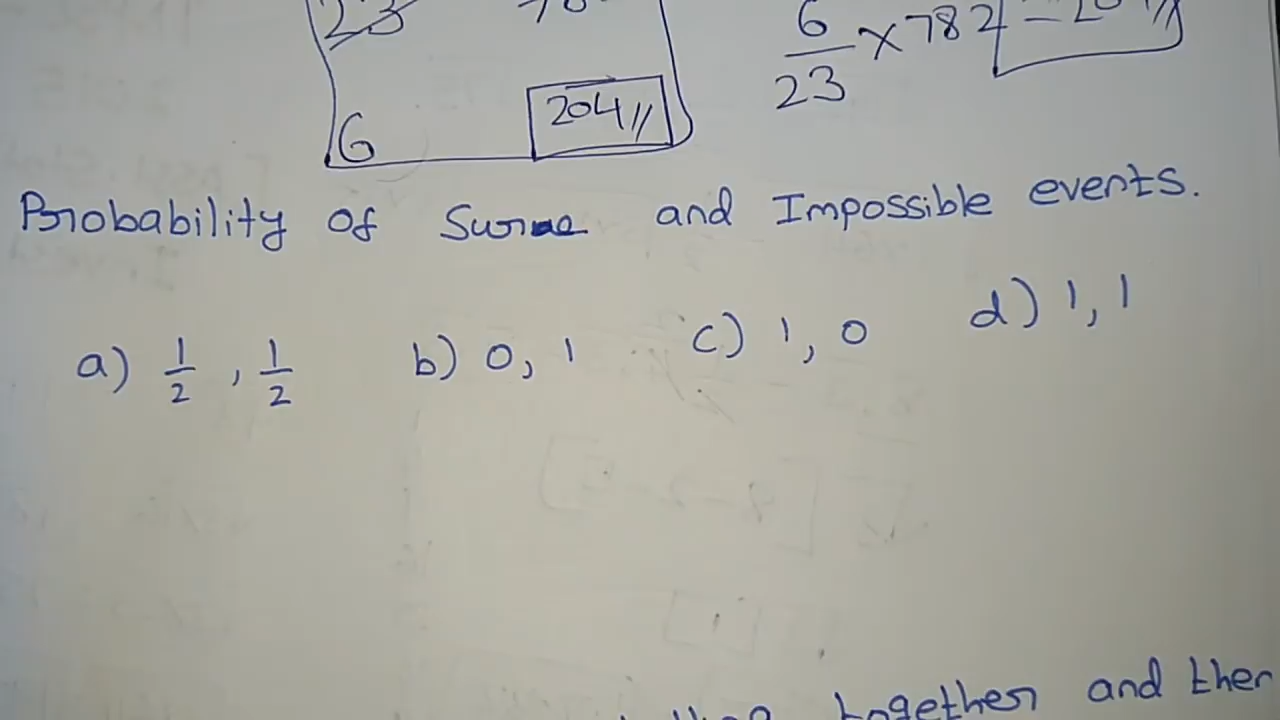 23
6
204//
6/23 × 782 =
Probability of Sure and Impossible events.
a) 1/2 , 1/2 b) 0, 1 c) 1, 0 d) 1, 1
together and then